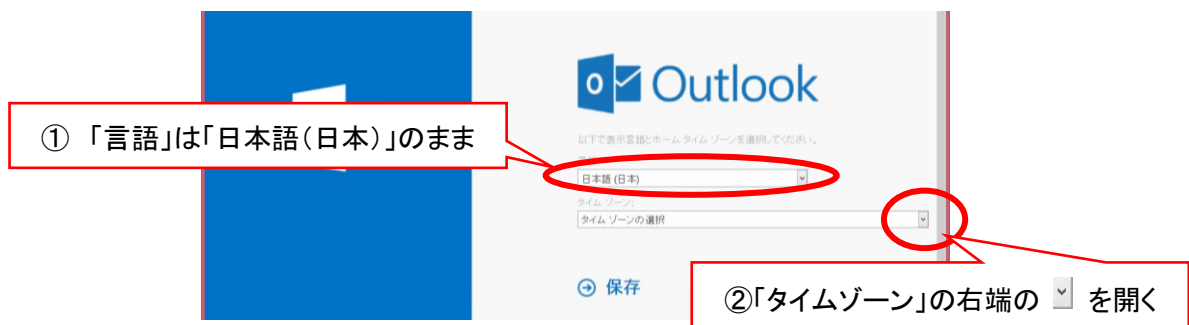 Outlook
① 「言語」は「日本語(日本)」のまま
以下で表示言語とホーム タイム ゾーンを選択してください。
日本語 (日本)
タイム ゾーン:
タイム ゾーンの選択
保存
②「タイムゾーン」の右端の を開く